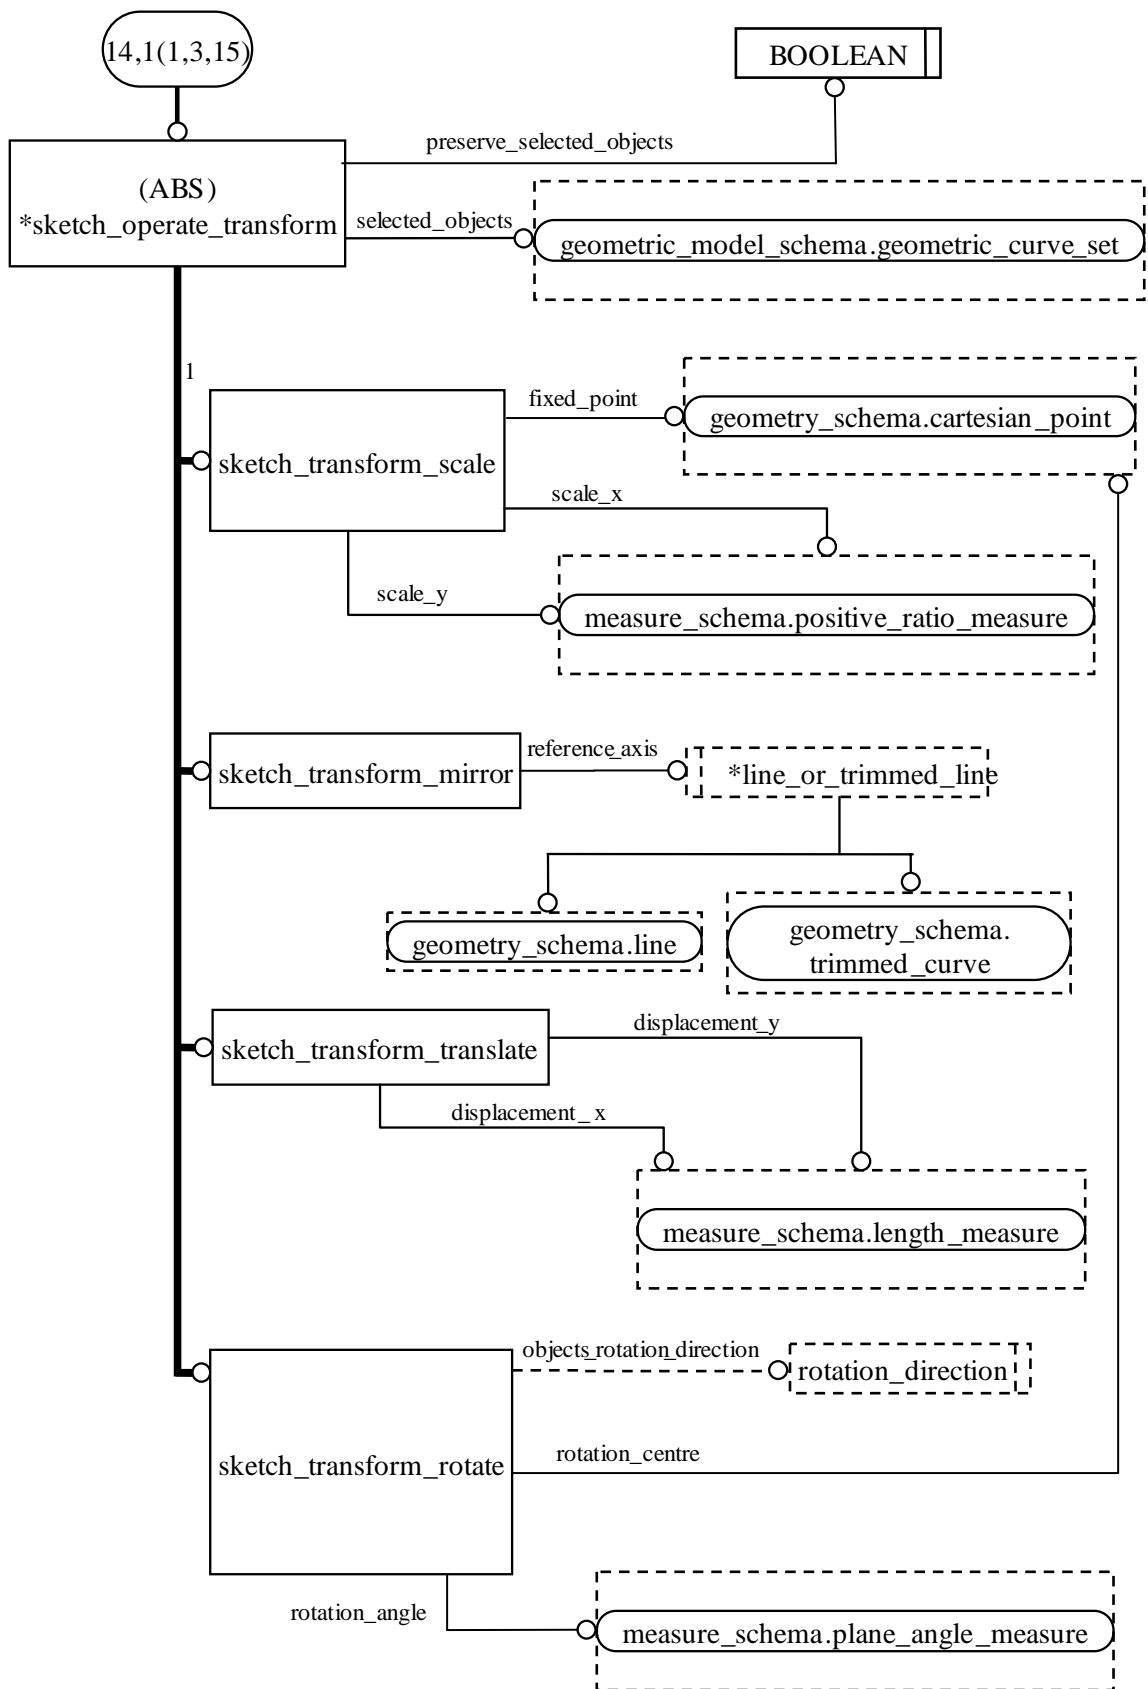 14,1(1,3,15)
BOOLEAN
preserve_selected_objects
(ABS)
*sketch_operate_transform
selected_objects
geometric_model_schema.geometric_curve_set
1
fixed_point
geometry_schema.cartesian_point
sketch_transform_scale
scale_x
scale_y
measure_schema.positive_ratio_measure
reference_axis
sketch_transform_mirror
*line_or_trimmed_line
geometry_schema.line
geometry_schema.
trimmed_curve
displacement_y
sketch_transform_translate
displacement_x
measure_schema.length_measure
objects_rotation_direction
rotation_direction
rotation_centre
sketch_transform_rotate
rotation_angle
measure_schema.plane_angle_measure